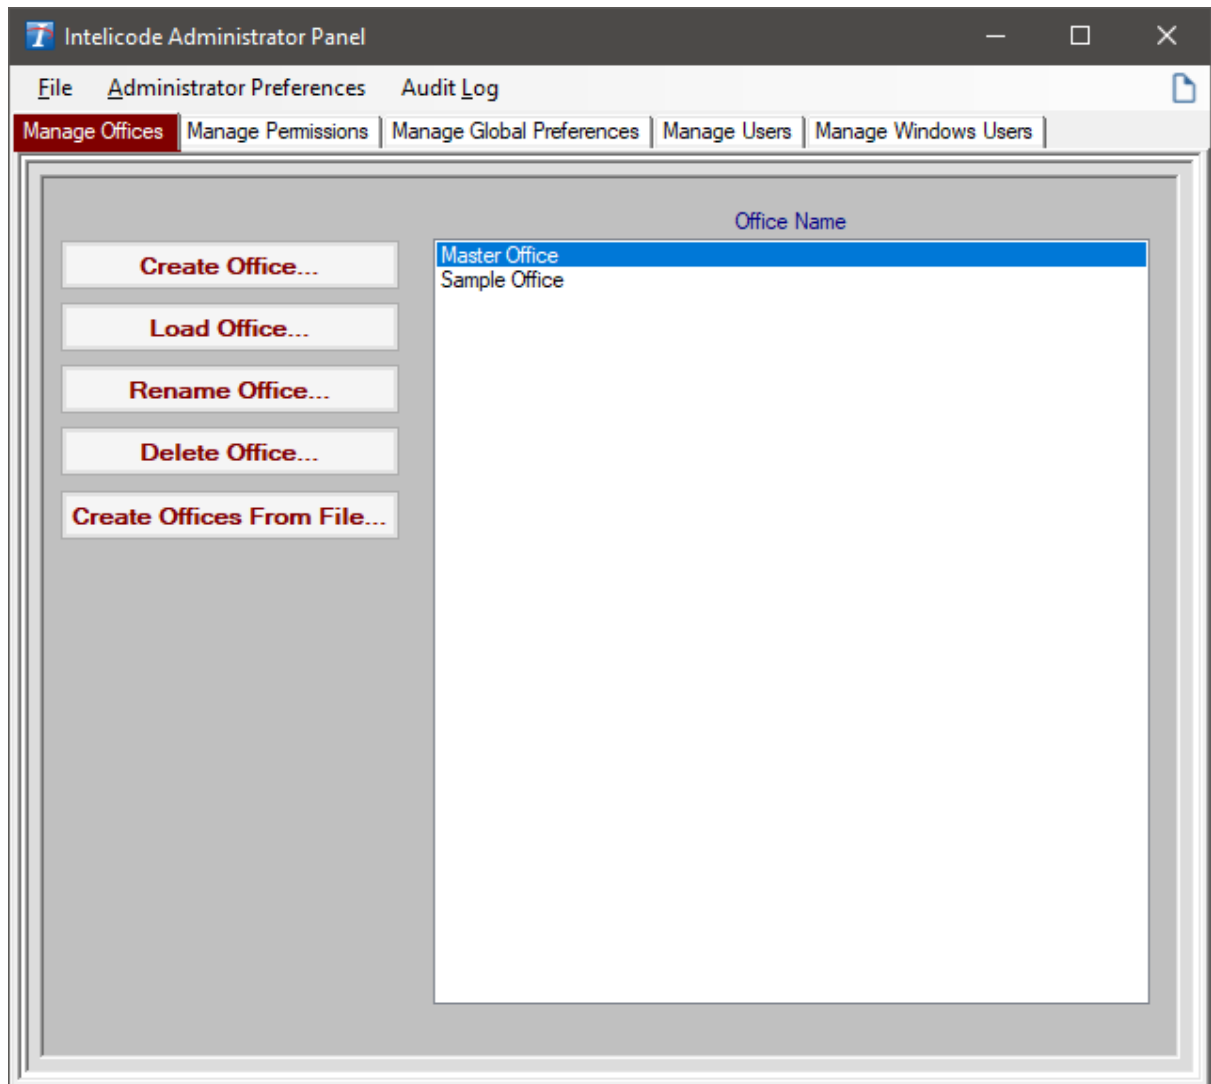 Intelicode Administrator Panel
File Administrator Preferences Audit Log
Manage Offices Manage Permissions Manage Global Preferences Manage Users Manage Windows Users
Office Name
Master Office
Sample Office
Create Office...
Load Office...
Rename Office...
Delete Office...
Create Offices From File...